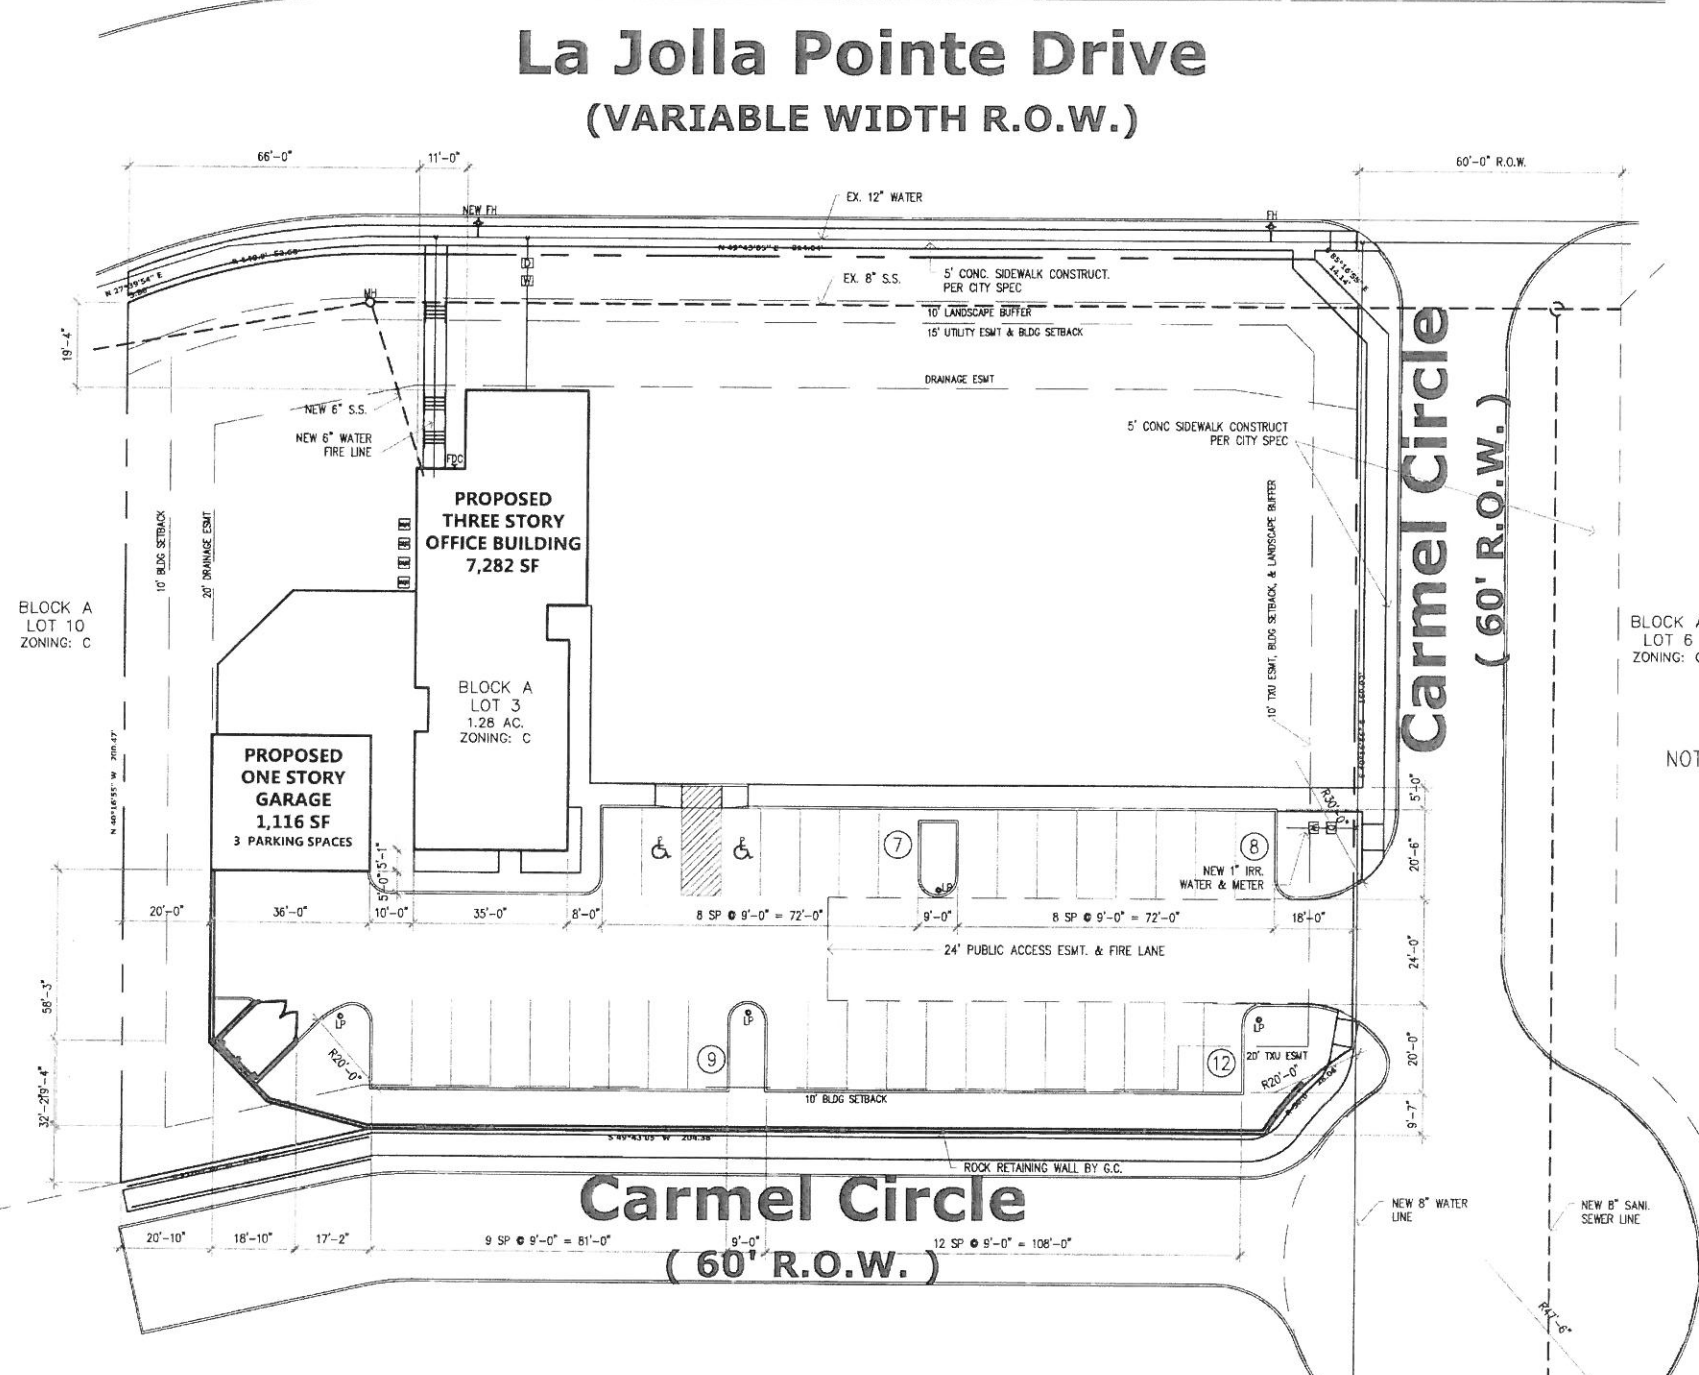 La Jolla Pointe Drive
(VARIABLE WIDTH R.O.W.)
66'-0"
11'-0"
60'-0" R.O.W.
EX. 12" WATER
NEW FH
FH
5' CONC. SIDEWALK CONSTRUCT.
PER CITY SPEC
EX. 8" S.S.
MH
D
W
10' LANDSCAPE BUFFER
15' UTILITY ESMT & BLDG SETBACK
DRAINAGE ESMT
19'-4"
NEW 6" S.S.
NEW 6" WATER
FIRE LINE
FDC
5' CONC SIDEWALK CONSTRUCT
PER CITY SPEC
Carmel Circle
( 60' R.O.W. )
PROPOSED
THREE STORY
OFFICE BUILDING
7,282 SF
10' BLDG SETBACK
20' DRAINAGE ESMT
10' TXU ESMT, BLDG SETBACK, & LANDSCAPE BUFFER
BLOCK A
LOT 10
ZONING: C
BLOCK A
LOT 6
ZONING:
BLOCK A
LOT 3
1.28 AC.
ZONING: C
PROPOSED
ONE STORY
GARAGE
1,116 SF
3 PARKING SPACES
NOT
5'-0"
R30'-0"
7
8
NEW 1" IRR.
WATER & METER
20'-6"
5'-1"
5'-0"
LP
20'-0"
36'-0"
10'-0"
35'-0"
8'-0"
8 SP @ 9'-0" = 72'-0"
9'-0"
8 SP @ 9'-0" = 72'-0"
18'-0"
24' PUBLIC ACCESS ESMT. & FIRE LANE
24'-0"
58'-3"
LP
LP
LP
R20'-0"
9
12
20' TXU ESMT
R20'-0"
20'-0"
10' BLDG SETBACK
9'-7"
ROCK RETAINING WALL BY G.C.
Carmel Circle
( 60' R.O.W. )
NEW 8" WATER
LINE
NEW 8" SANI.
SEWER LINE
20'-10"
18'-10"
17'-2"
9 SP @ 9'-0" = 81'-0"
9'-0"
12 SP @ 9'-0" = 108'-0"
R47'-6"